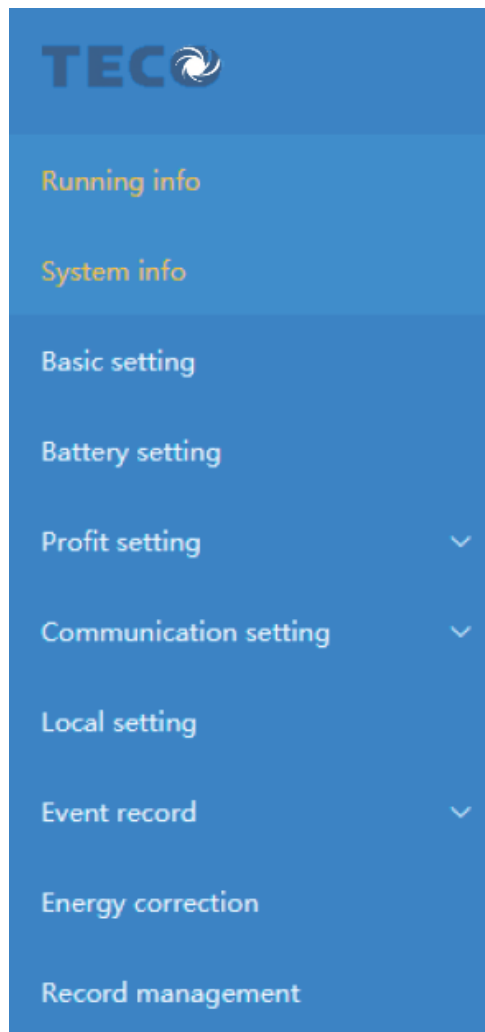 TECO
Running info
System info
Basic setting
Battery setting
Profit setting
Communication setting
Local setting
Event record
Energy correction
Record management